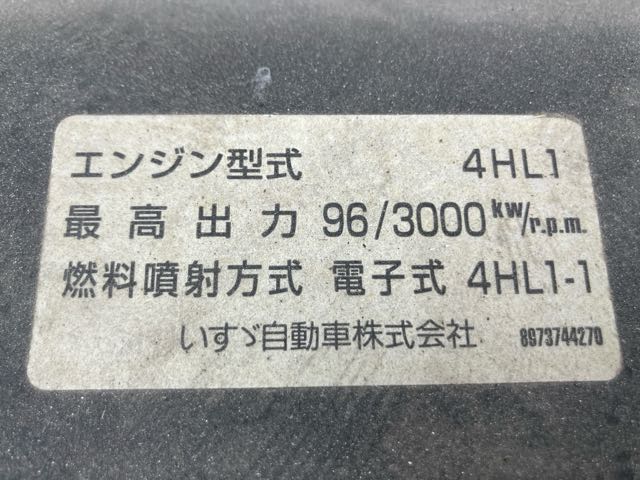 エンジン型式 4HL1
最高出力 96/3000 kw/r.p.m.
燃料噴射方式 電子式 4HL1-1
いすゞ自動車株式会社 8973744270